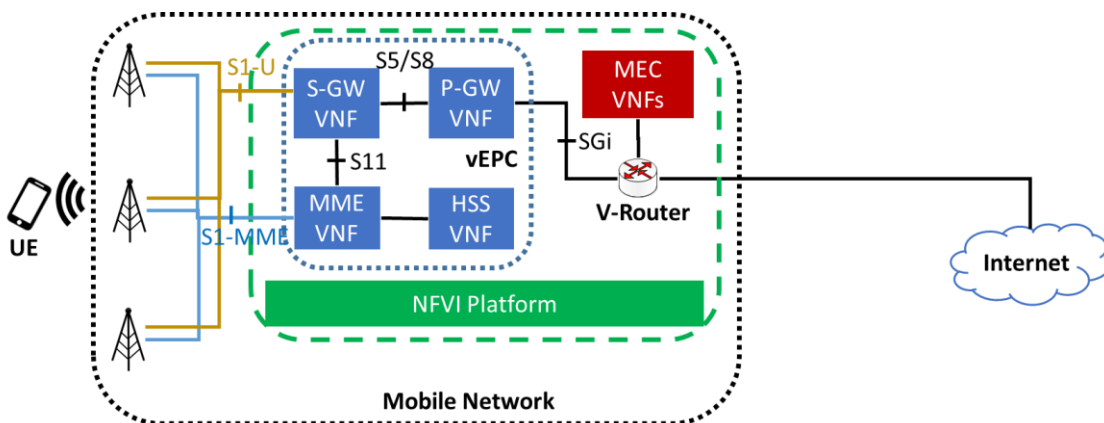 S1-U
S5/S8
S-GW
VNF
P-GW
VNF
MEC
VNFs
SGi
S11
vEPC
MME
VNF
HSS
VNF
V-Router
S1-MME
UE
Internet
NFVI Platform
Mobile Network